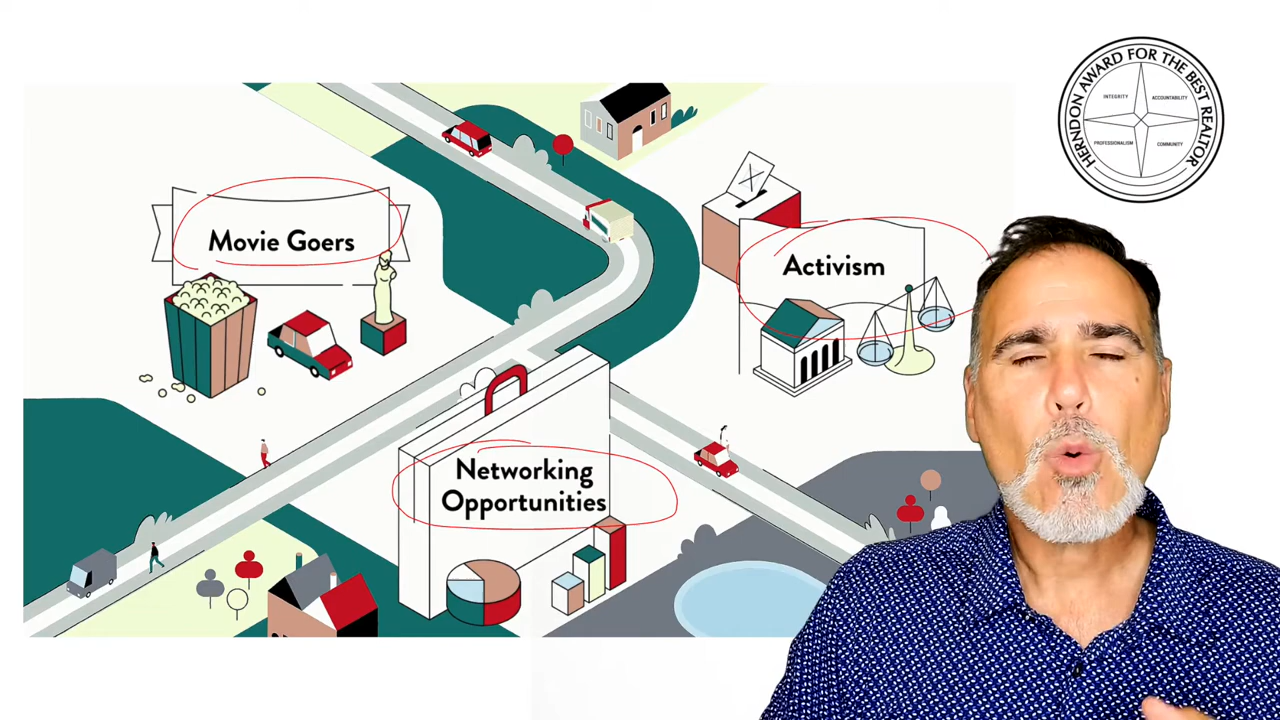 HERNDON AWARD FOR THE BEST REALTOR
INTEGRITY
ACCOUNTABILITY
PROFESSIONALISM
COMMUNITY
Movie Goers
Activism
Networking
Opportunities